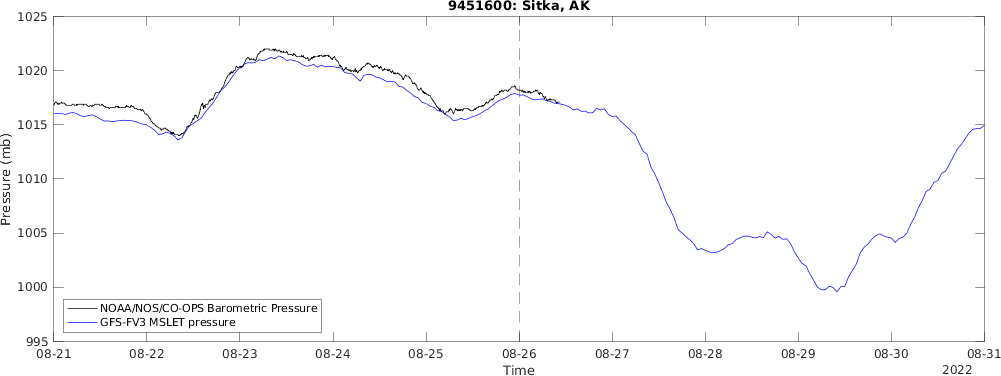 9451600: Sitka, AK
1025
1020
1015
1010
1005
1000
995
Pressure (mb)
NOAA/NOS/CO-OPS Barometric Pressure
GFS-FV3 MSLET pressure
08-21 08-22 08-23 08-24 08-25 08-26 08-27 08-28 08-29 08-30 08-31
Time
2022